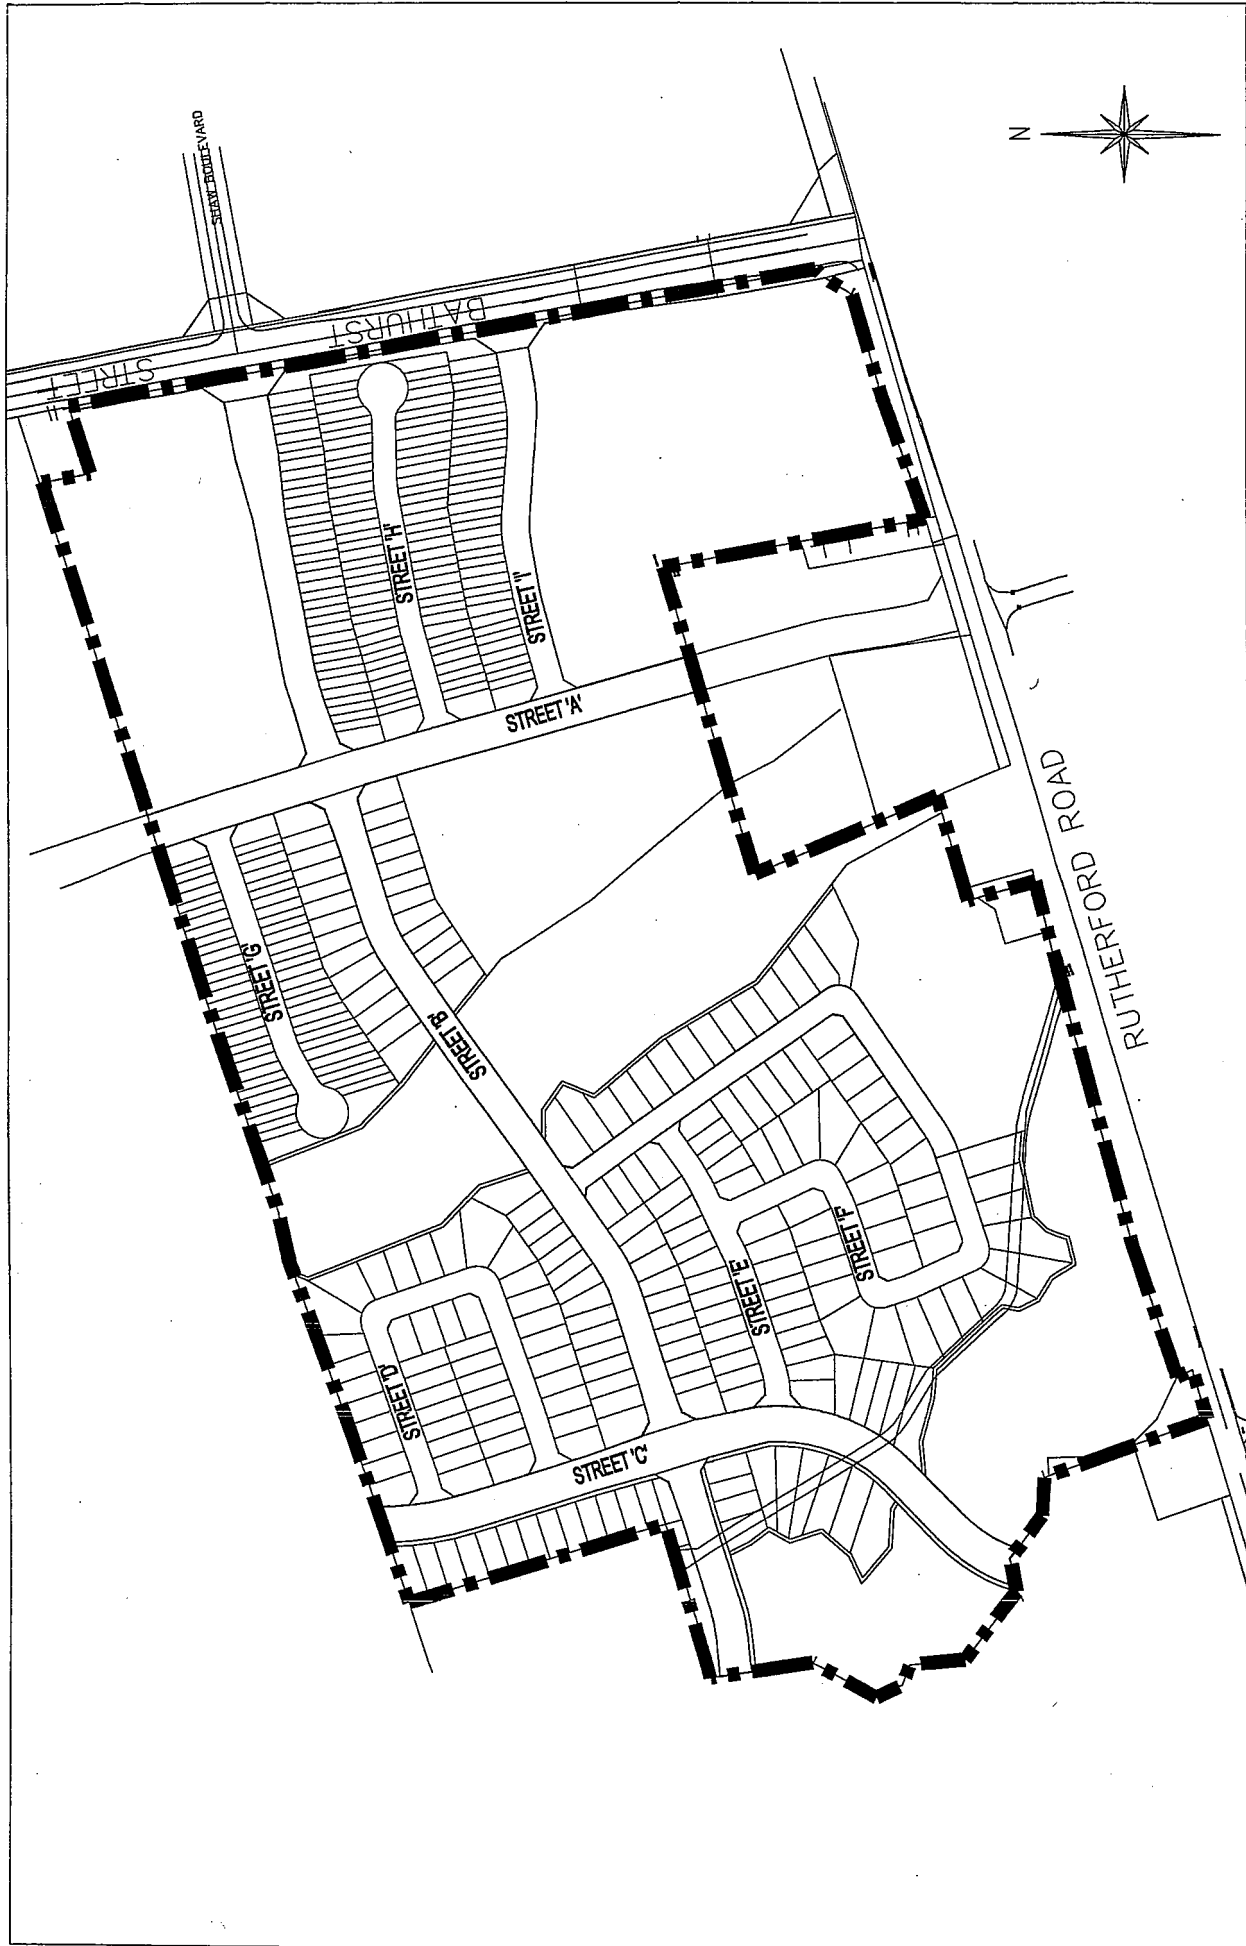 SHAW BOULEVARD
N
BATHURST
STREET
STREET 'H'
STREET 'I'
STREET 'A'
STREET 'G'
STREET 'B'
RUTHERFORD ROAD
STREET 'F'
STREET 'E'
STREET 'D'
STREET 'C'